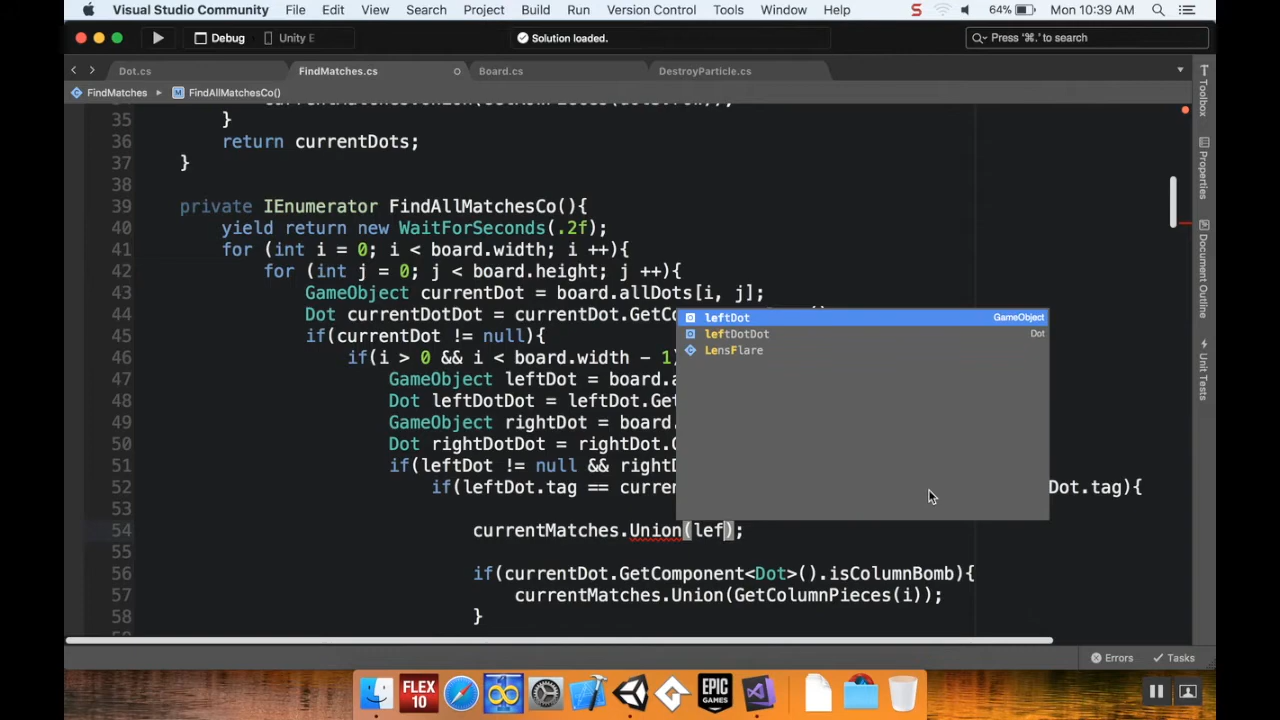 Visual Studio Community File Edit View Search Project Build Run Version Control Tools Window Help S 64% Mon 10:39 AM
Debug Unity E Solution loaded. Press '⌘.' to search
Dot.cs FindMatches.cs Board.cs DestroyParticle.cs
FindMatches FindAllMatchesCo()
Toolbox
Properties
Document Outline
Unit Tests
35 }
36 return currentDots;
37 }
38
39 private IEnumerator FindAllMatchesCo(){
40 yield return new WaitForSeconds(.2f);
41 for (int i = 0; i < board.width; i ++){
42 for (int j = 0; j < board.height; j ++){
43 GameObject currentDot = board.allDots[i, j];
44 Dot currentDotDot = currentDot.GetC
45 if(currentDot != null){
46 if(i > 0 && i < board.width - 1)
47 GameObject leftDot = board.a
48 Dot leftDotDot = leftDot.Get
49 GameObject rightDot = board.
50 Dot rightDotDot = rightDot.
51 if(leftDot != null && rightD
52 if(leftDot.tag == curren Dot.tag){
53
54 currentMatches.Union(lef);
55
56 if(currentDot.GetComponent<Dot>().isColumnBomb){
57 currentMatches.Union(GetColumnPieces(i));
58 }
leftDot GameObject
leftDotDot Dot
LensFlare
Errors Tasks
FLEX 10
EPIC GAMES